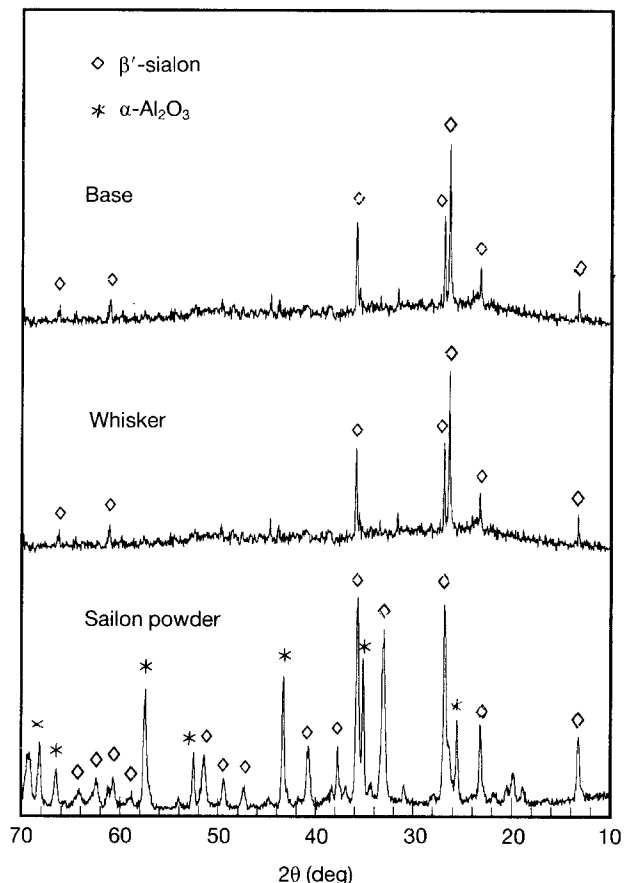 β′-sialon
α-Al₂O₃
Base
Whisker
Sailon powder
70 60 50 40 30 20 10
2θ (deg)